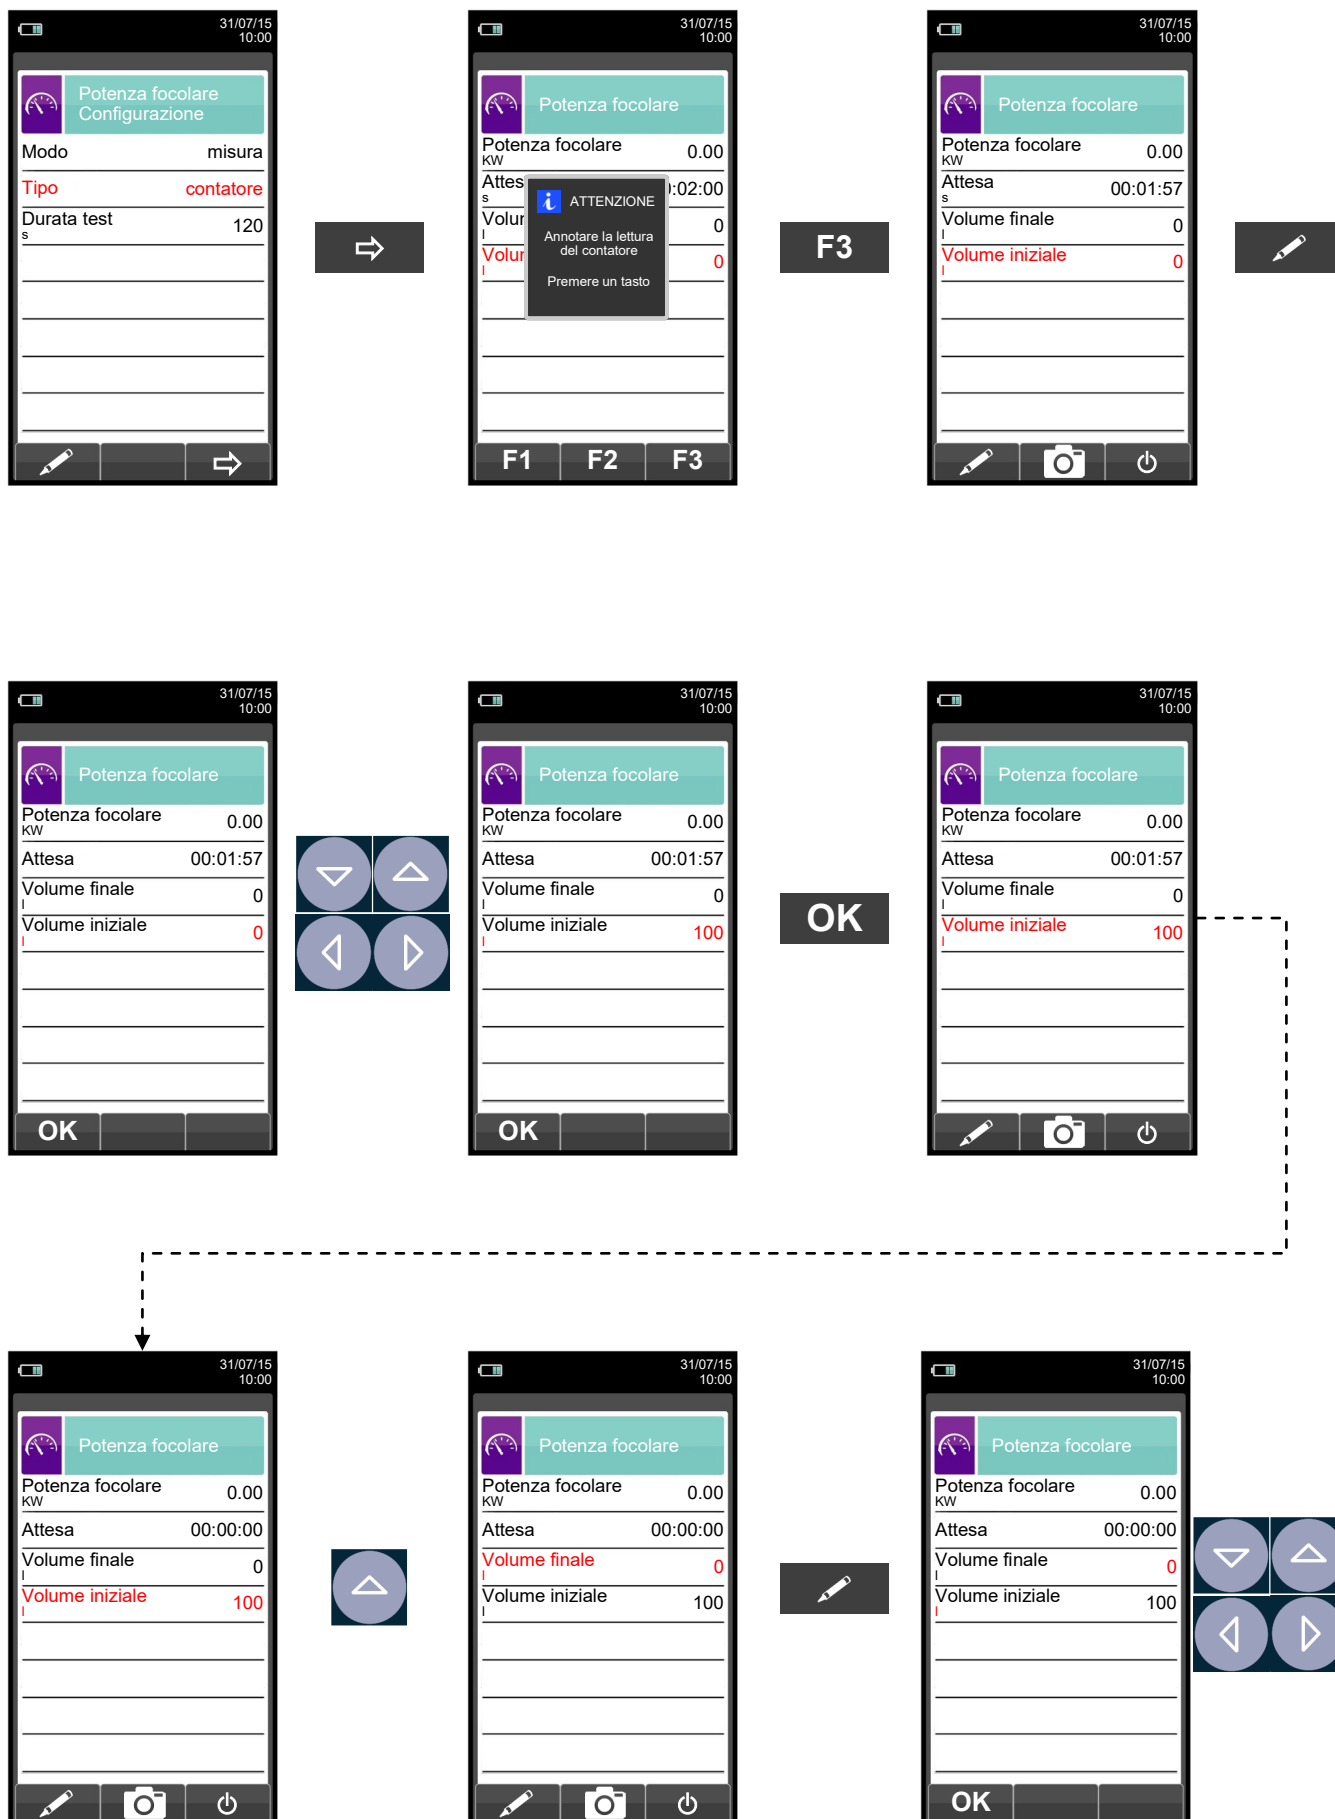 31/07/15
10:00
Potenza focolare
Configurazione
Modo misura
Tipo contatore
Durata test 120
s
31/07/15
10:00
Potenza focolare
Potenza focolare 0.00
KW
Attes :02:00
s
Volum 0
l
Volum 0
l
i ATTENZIONE
Annotare la lettura
del contatore
Premere un tasto
F1 F2 F3
F3
31/07/15
10:00
Potenza focolare
Potenza focolare 0.00
KW
Attesa 00:01:57
s
Volume finale 0
l
Volume iniziale 0
l
31/07/15
10:00
Potenza focolare
Potenza focolare 0.00
KW
Attesa 00:01:57
Volume finale 0
l
Volume iniziale 0
l
OK
31/07/15
10:00
Potenza focolare
Potenza focolare 0.00
KW
Attesa 00:01:57
Volume finale 0
l
Volume iniziale 100
l
OK
OK
31/07/15
10:00
Potenza focolare
Potenza focolare 0.00
KW
Attesa 00:01:57
Volume finale 0
l
Volume iniziale 100
l
31/07/15
10:00
Potenza focolare
Potenza focolare 0.00
KW
Attesa 00:00:00
Volume finale 0
l
Volume iniziale 100
l
31/07/15
10:00
Potenza focolare
Potenza focolare 0.00
KW
Attesa 00:00:00
Volume finale 0
l
Volume iniziale 100
l
31/07/15
10:00
Potenza focolare
Potenza focolare 0.00
KW
Attesa 00:00:00
Volume finale 0
l
Volume iniziale 100
l
OK